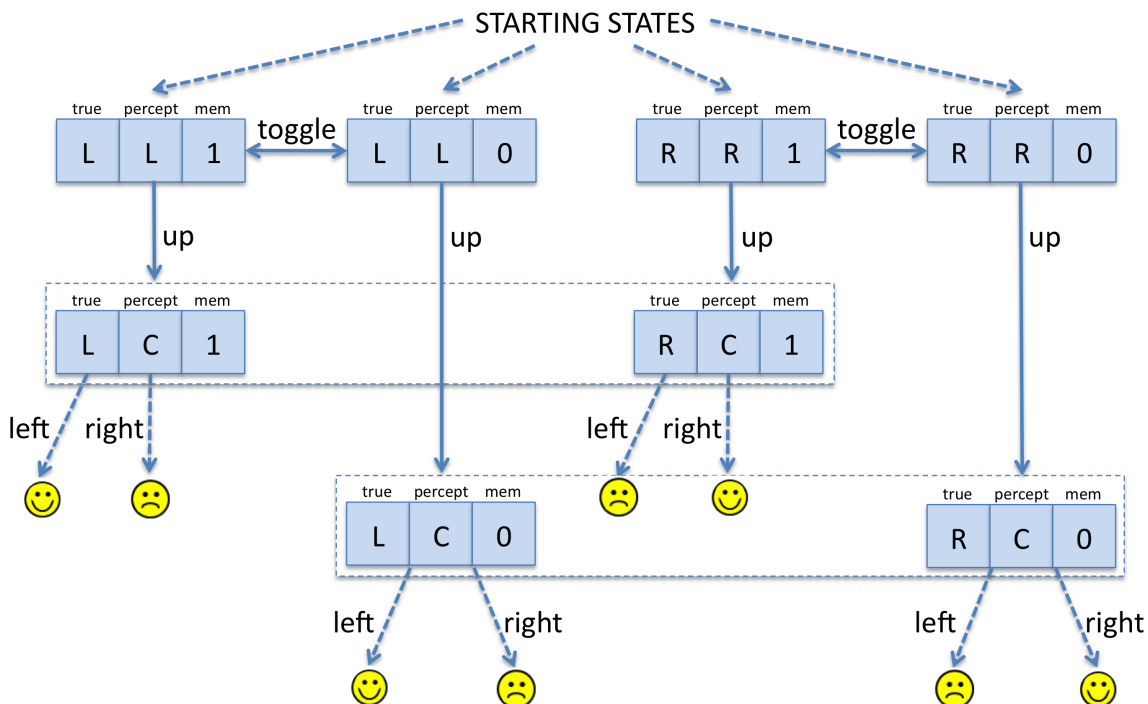 STARTING STATES
true percept mem true percept mem true percept mem true percept mem
L L 1 toggle L L 0 R R 1 toggle R R 0
up up up up
true percept mem true percept mem
L C 1 R C 1
left right left right
true percept mem true percept mem
L C 0 R C 0
left right left right